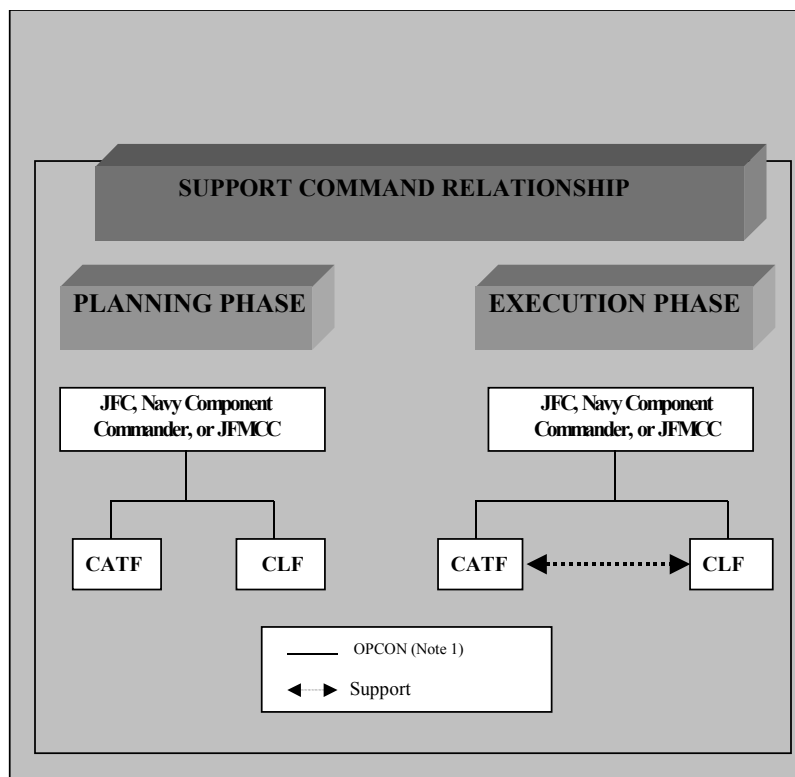 SUPPORT COMMAND RELATIONSHIP
PLANNING PHASE
EXECUTION PHASE
JFC, Navy Component
Commander, or JFMCC
JFC, Navy Component
Commander, or JFMCC
CATF
CLF
CATF
CLF
OPCON (Note 1)
Support